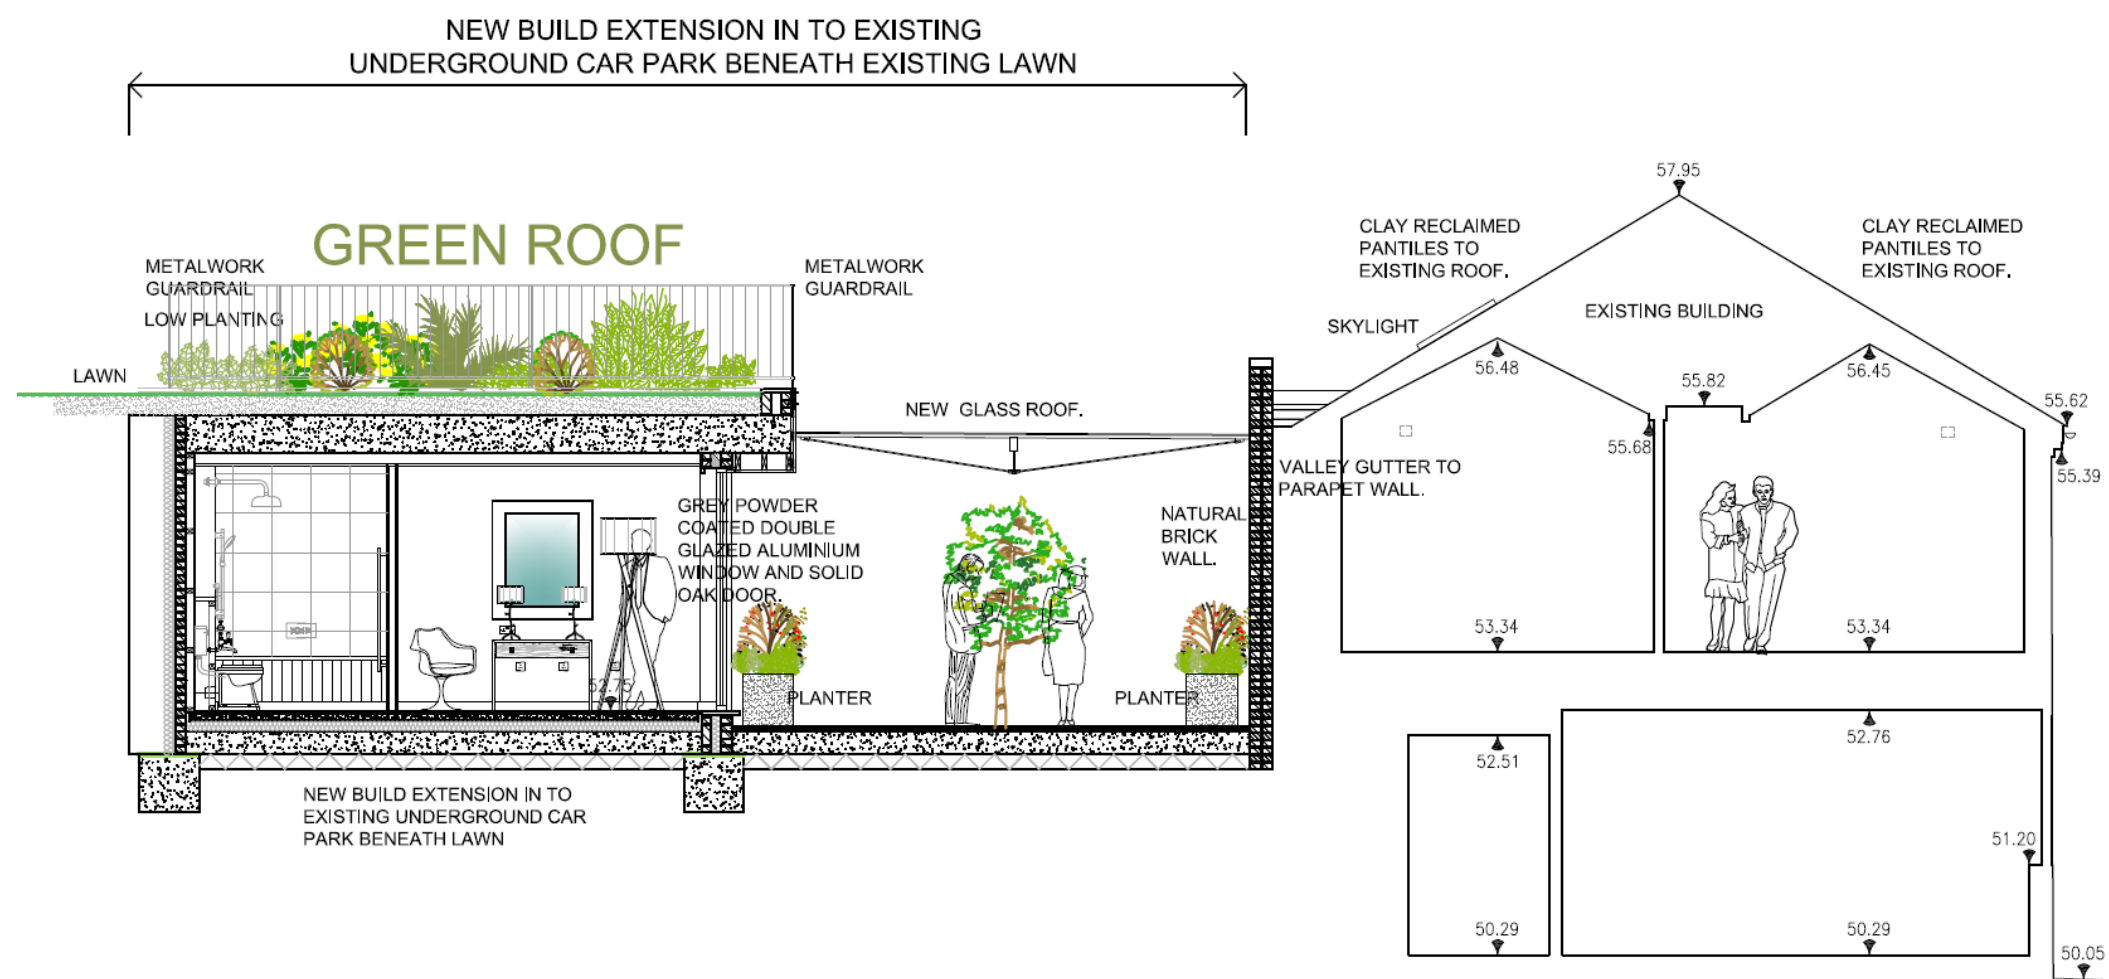 NEW BUILD EXTENSION IN TO EXISTING
UNDERGROUND CAR PARK BENEATH EXISTING LAWN
57.95
GREEN ROOF
CLAY RECLAIMED
PANTILES TO
EXISTING ROOF.
CLAY RECLAIMED
PANTILES TO
EXISTING ROOF.
METALWORK
GUARDRAIL
METALWORK
GUARDRAIL
LOW PLANTING
SKYLIGHT
EXISTING BUILDING
LAWN
56.48
56.45
55.82
55.62
NEW GLASS ROOF.
55.68
55.39
VALLEY GUTTER TO
PARAPET WALL.
GREY POWDER
COATED DOUBLE
GLAZED ALUMINIUM
WINDOW AND SOLID
OAK DOOR.
NATURAL
BRICK
WALL.
53.34
53.34
52.75
PLANTER
PLANTER
52.51
52.76
NEW BUILD EXTENSION IN TO
EXISTING UNDERGROUND CAR
PARK BENEATH LAWN
51.20
50.29
50.29
50.05